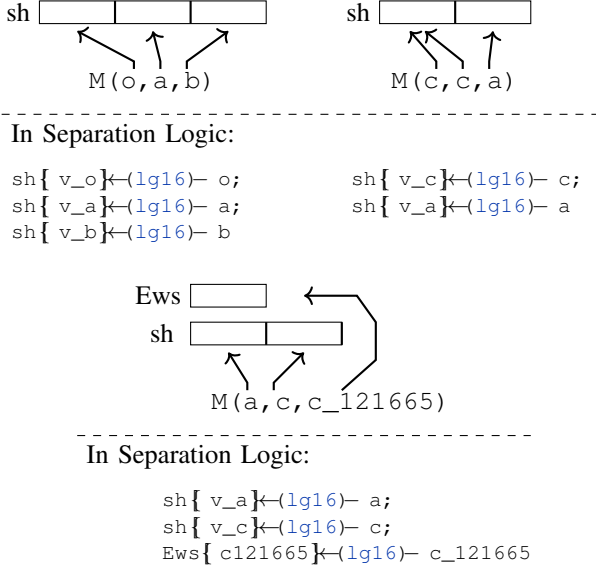 sh sh
M(o,a,b) M(c,c,a)
In Separation Logic:
sh⦃ v_o⦄←(lg16)— o; sh⦃ v_c⦄←(lg16)— c;
sh⦃ v_a⦄←(lg16)— a; sh⦃ v_a⦄←(lg16)— a
sh⦃ v_b⦄←(lg16)— b
Ews
sh
M(a,c,c_121665)
In Separation Logic:
sh⦃ v_a⦄←(lg16)— a;
sh⦃ v_c⦄←(lg16)— c;
Ews⦃ c121665⦄←(lg16)— c_121665